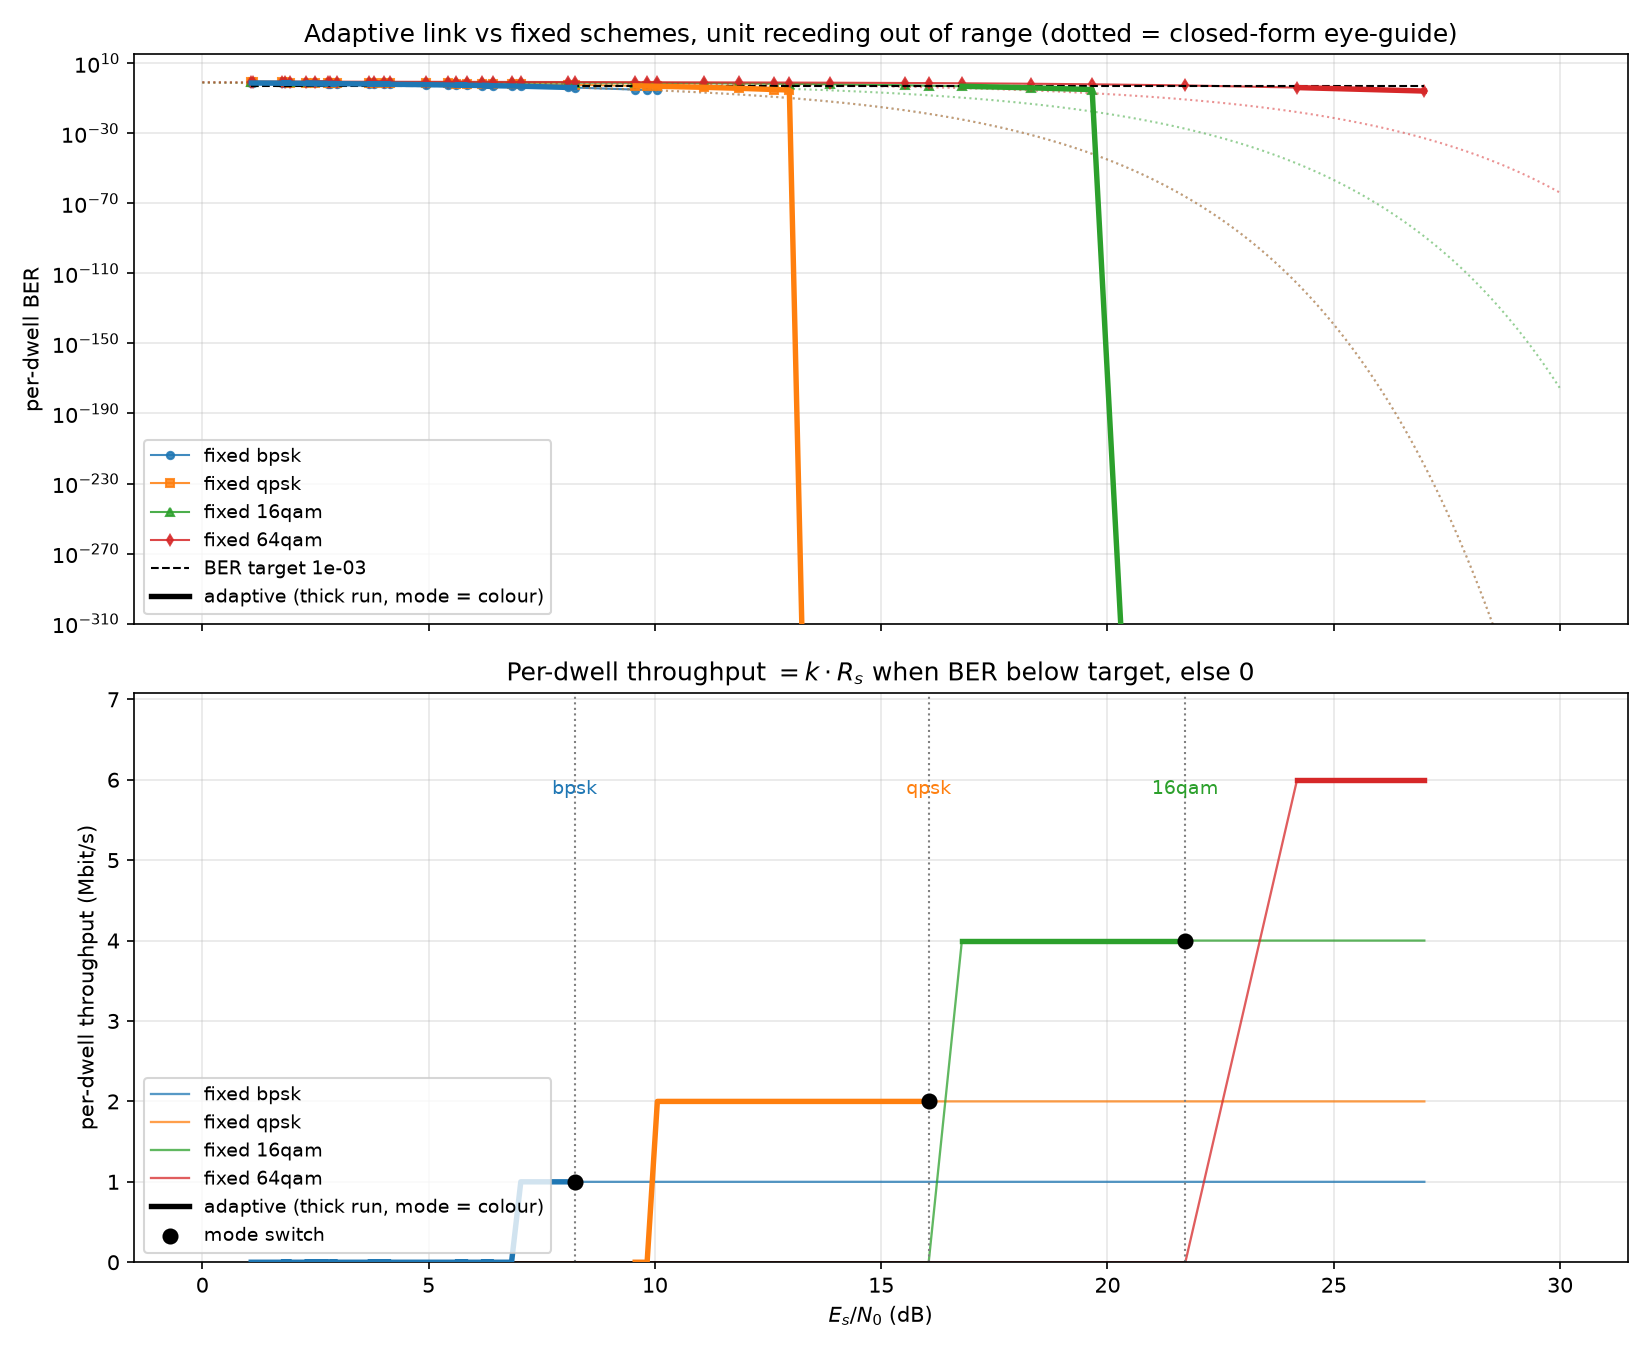 Adaptive link vs fixed schemes, unit receding out of range (dotted = closed-form eye-guide)
per-dwell BER
10^10
10^−30
10^−70
10^−110
10^−150
10^−190
10^−230
10^−270
10^−310
fixed bpsk
fixed qpsk
fixed 16qam
fixed 64qam
BER target 1e-03
adaptive (thick run, mode = colour)
Per-dwell throughput = k · R_s when BER below target, else 0
per-dwell throughput (Mbit/s)
7
6
5
4
3
2
1
0
bpsk
qpsk
16qam
fixed bpsk
fixed qpsk
fixed 16qam
fixed 64qam
adaptive (thick run, mode = colour)
mode switch
0 5 10 15 20 25 30
E_s/N_0 (dB)